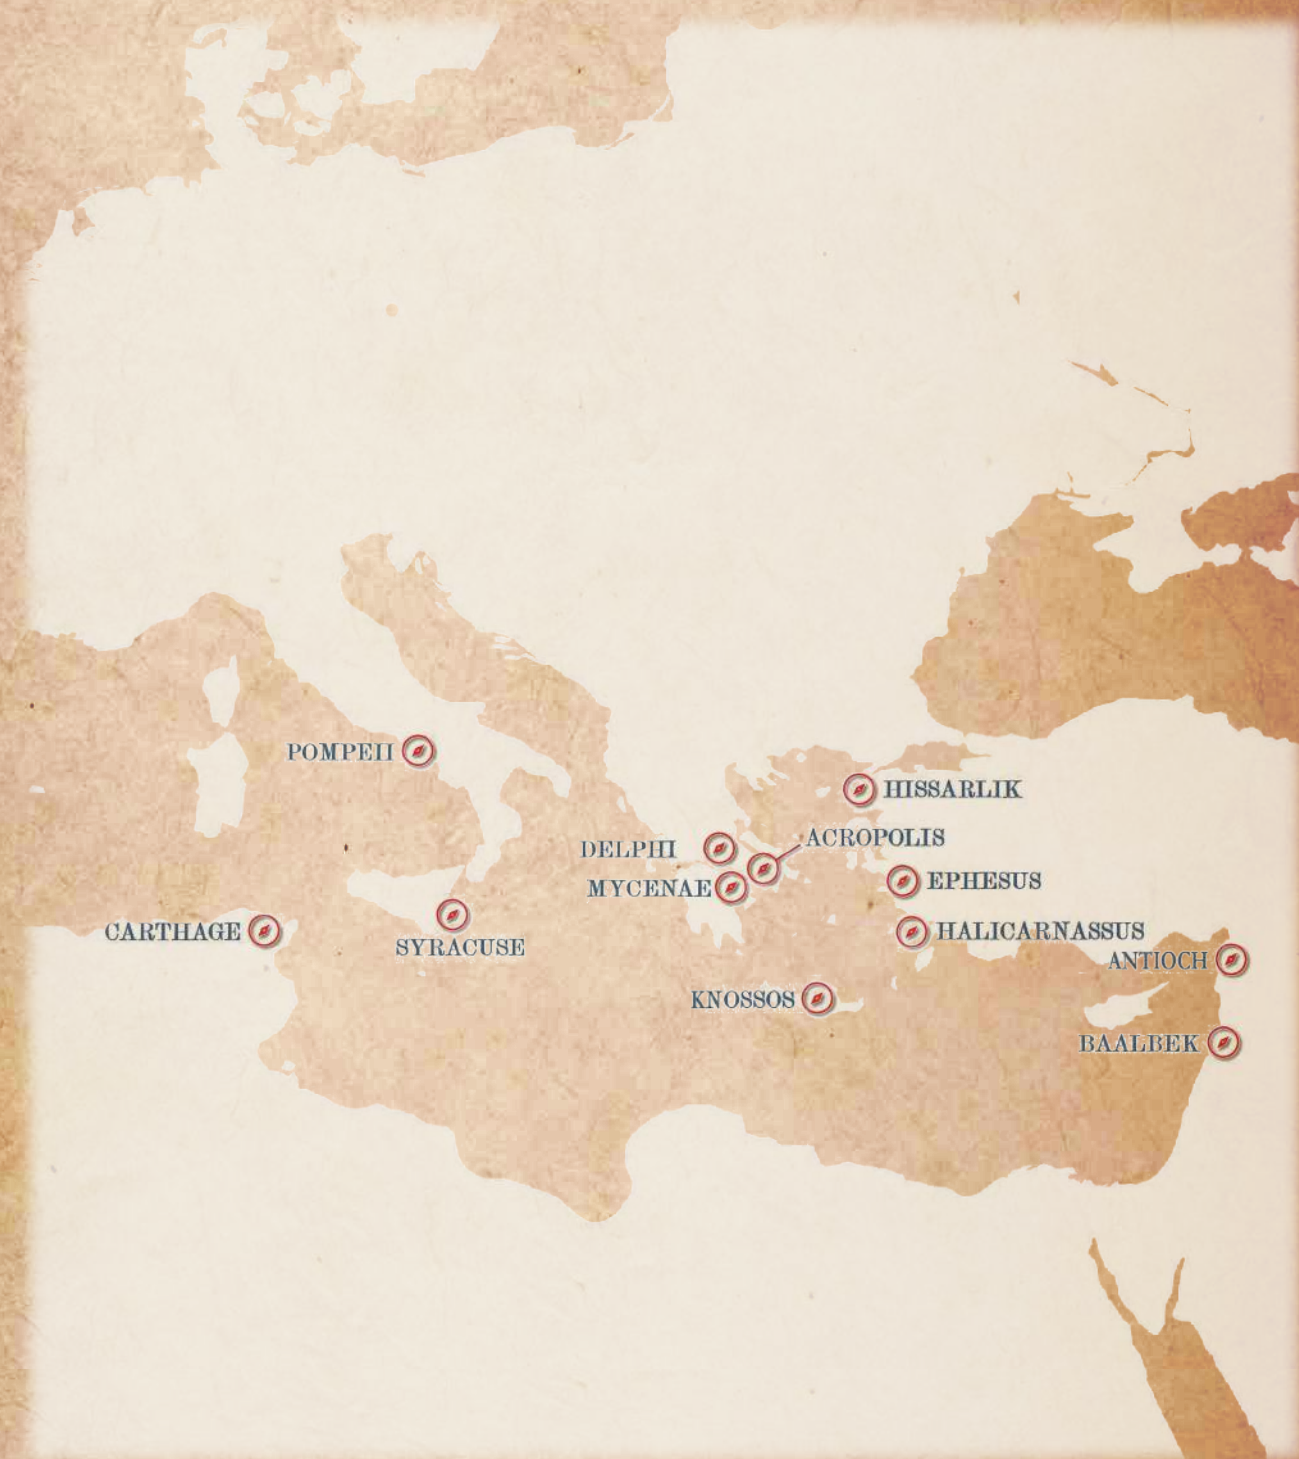 POMPEII
HISSARLIK
ACROPOLIS
DELPHI
EPHESUS
MYCENAE
CARTHAGE
HALICARNASSUS
SYRACUSE
ANTIOCH
KNOSSOS
BAALBEK